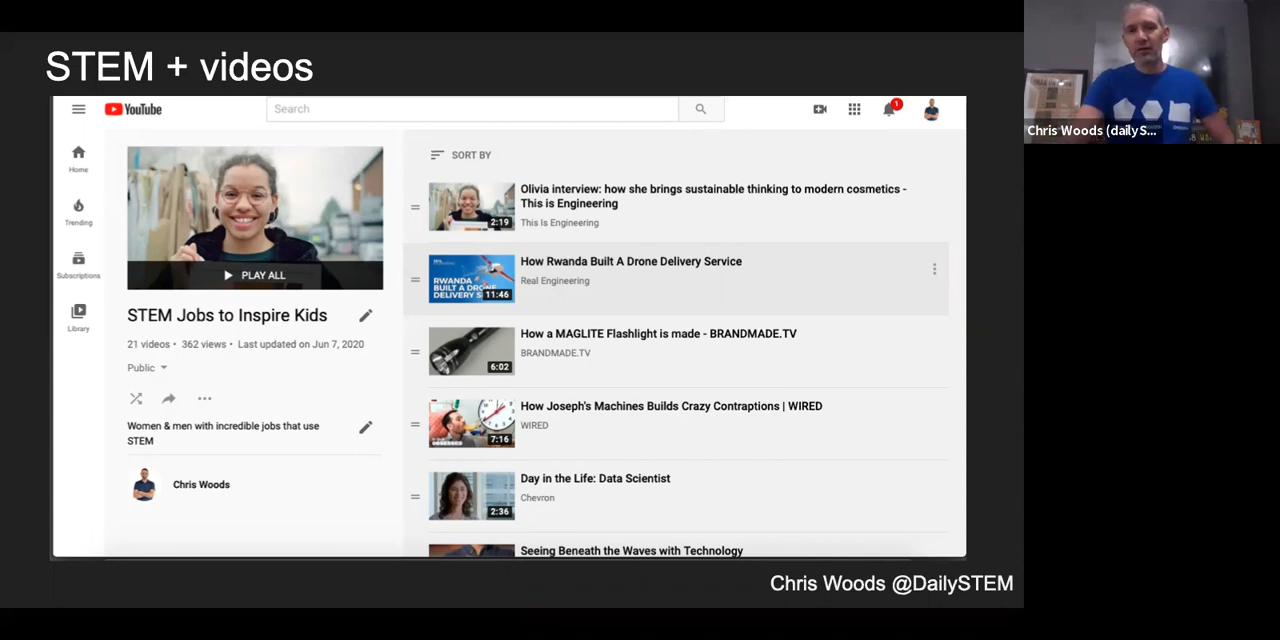 STEM + videos
YouTube
Search
1
Home
Trending
Subscriptions
Library
PLAY ALL
STEM Jobs to Inspire Kids
21 videos • 362 views • Last updated on Jun 7, 2020
Public
Women & men with incredible jobs that use
STEM
Chris Woods
SORT BY
2:19
Olivia interview: how she brings sustainable thinking to modern cosmetics -
This is Engineering
This Is Engineering
RWANDA
BUILT A DRONE
DELIVERY
11:46
How Rwanda Built A Drone Delivery Service
Real Engineering
6:02
How a MAGLITE Flashlight is made - BRANDMADE.TV
BRANDMADE.TV
7:16
How Joseph's Machines Builds Crazy Contraptions | WIRED
WIRED
2:36
Day in the Life: Data Scientist
Chevron
Seeing Beneath the Waves with Technology
Chris Woods @DailySTEM
Chris Woods (dailyS...